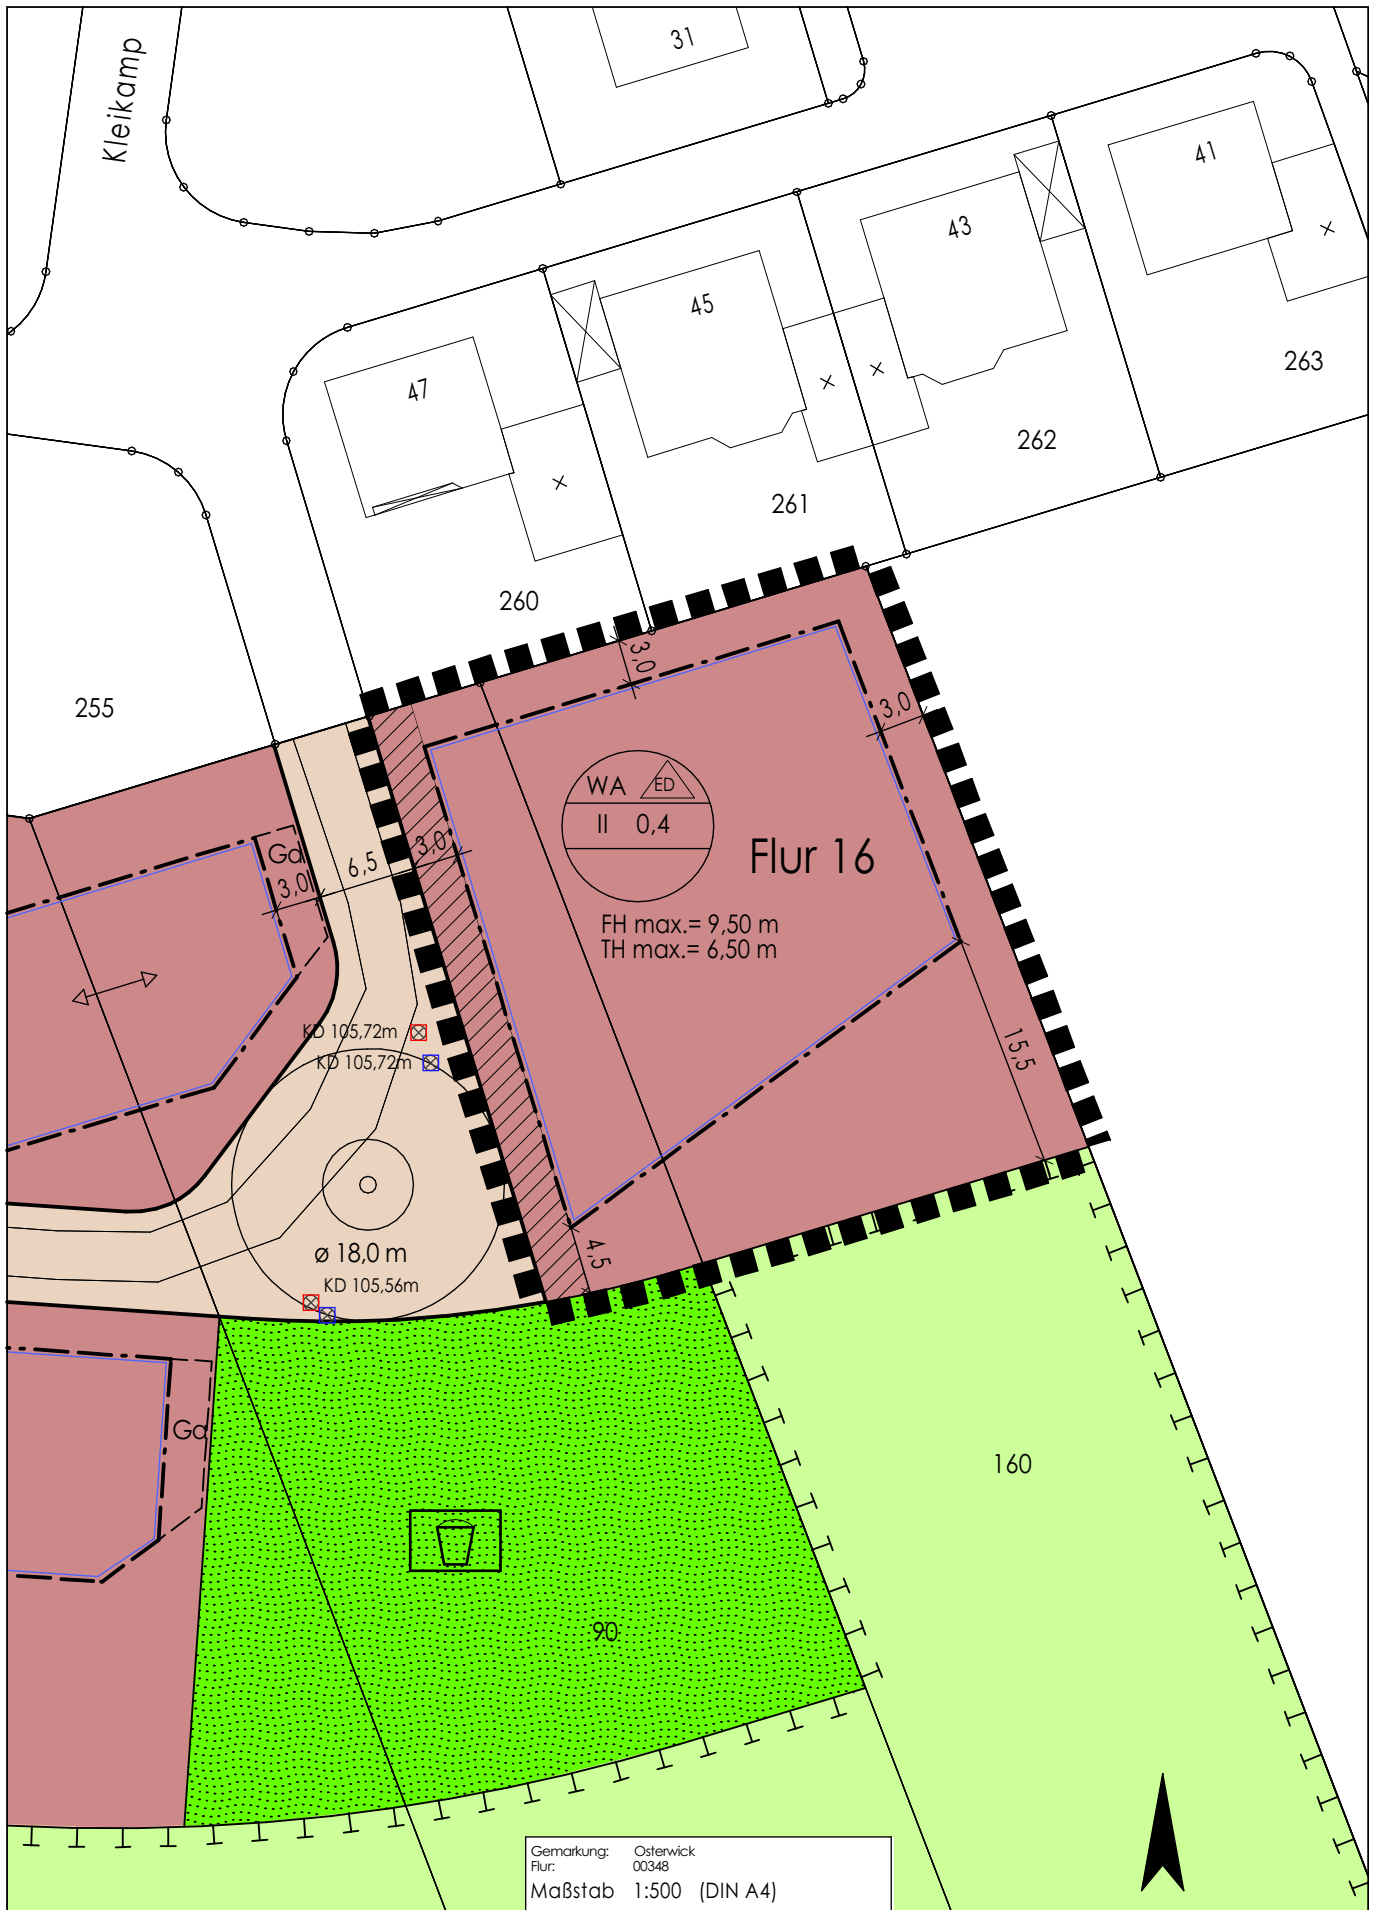 Kleikamp
31
41
43
45
47
263
262
261
260
255
3,0
3,0
WA ED
II 0,4
Flur 16
FH max.= 9,50 m
TH max.= 6,50 m
Ga
3,0
6,5
3,0
15,5
KD 105,72m
KD 105,72m
ø 18,0 m
KD 105,56m
4,5
Ga
160
90
Gemarkung: Osterwick
Flur: 00348
Maßstab 1:500 (DIN A4)